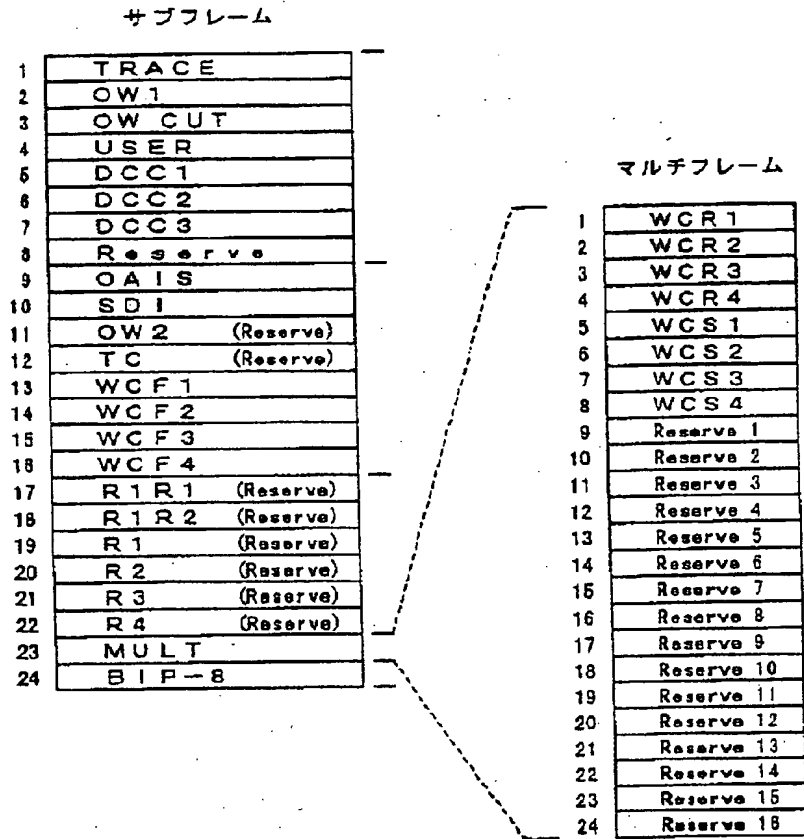 サブフレーム
1 TRACE
2 OW1
3 OW CUT
4 USER
5 DCC1
6 DCC2
7 DCC3
8 Reserve
9 OAIS
10 SDI
11 OW2 (Reserve)
12 TC (Reserve)
13 WCF1
14 WCF2
15 WCF3
16 WCF4
17 R1R1 (Reserve)
18 R1R2 (Reserve)
19 R1 (Reserve)
20 R2 (Reserve)
21 R3 (Reserve)
22 R4 (Reserve)
23 MULT
24 BIP-8
マルチフレーム
1 WCR1
2 WCR2
3 WCR3
4 WCR4
5 WCS1
6 WCS2
7 WCS3
8 WCS4
9 Reserve 1
10 Reserve 2
11 Reserve 3
12 Reserve 4
13 Reserve 5
14 Reserve 6
15 Reserve 7
16 Reserve 8
17 Reserve 9
18 Reserve 10
19 Reserve 11
20 Reserve 12
21 Reserve 13
22 Reserve 14
23 Reserve 15
24 Reserve 16